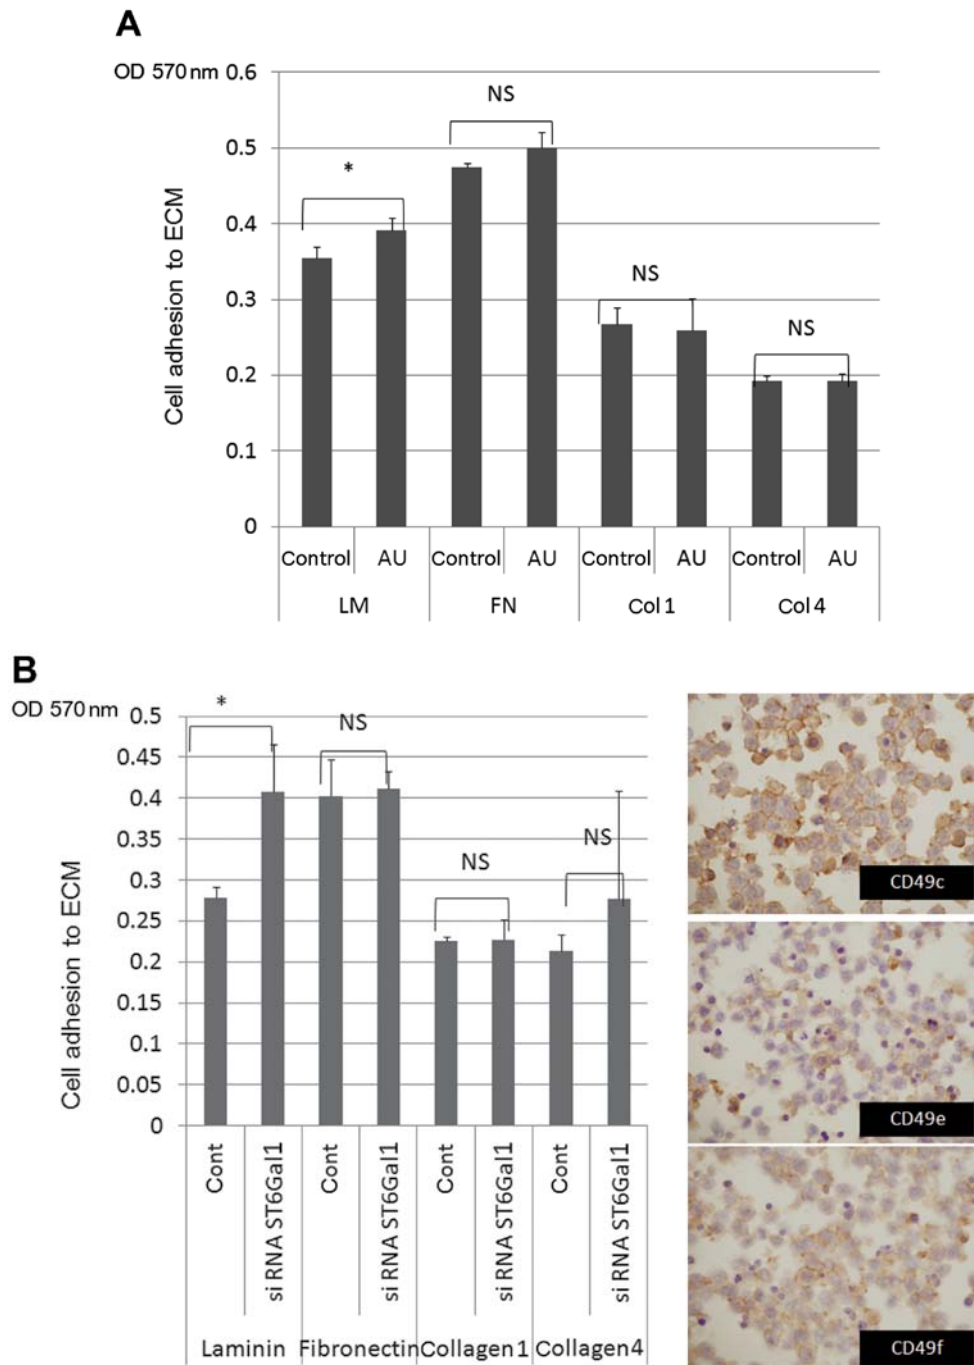 A
OD 570 nm
0.6
0.5
0.4
0.3
0.2
0.1
0
Cell adhesion to ECM
*
NS
NS
NS
Control AU Control AU Control AU Control AU
LM FN Col 1 Col 4
B
OD 570 nm
0.5
0.45
0.4
0.35
0.3
0.25
0.2
0.15
0.1
0.05
0
Cell adhesion to ECM
*
NS
NS
NS
Cont
si RNA ST6Gal1
Cont
si RNA ST6Gal1
Cont
si RNA ST6Gal1
Cont
si RNA ST6Gal1
Laminin Fibronectin Collagen 1 Collagen 4
CD49c
CD49e
CD49f